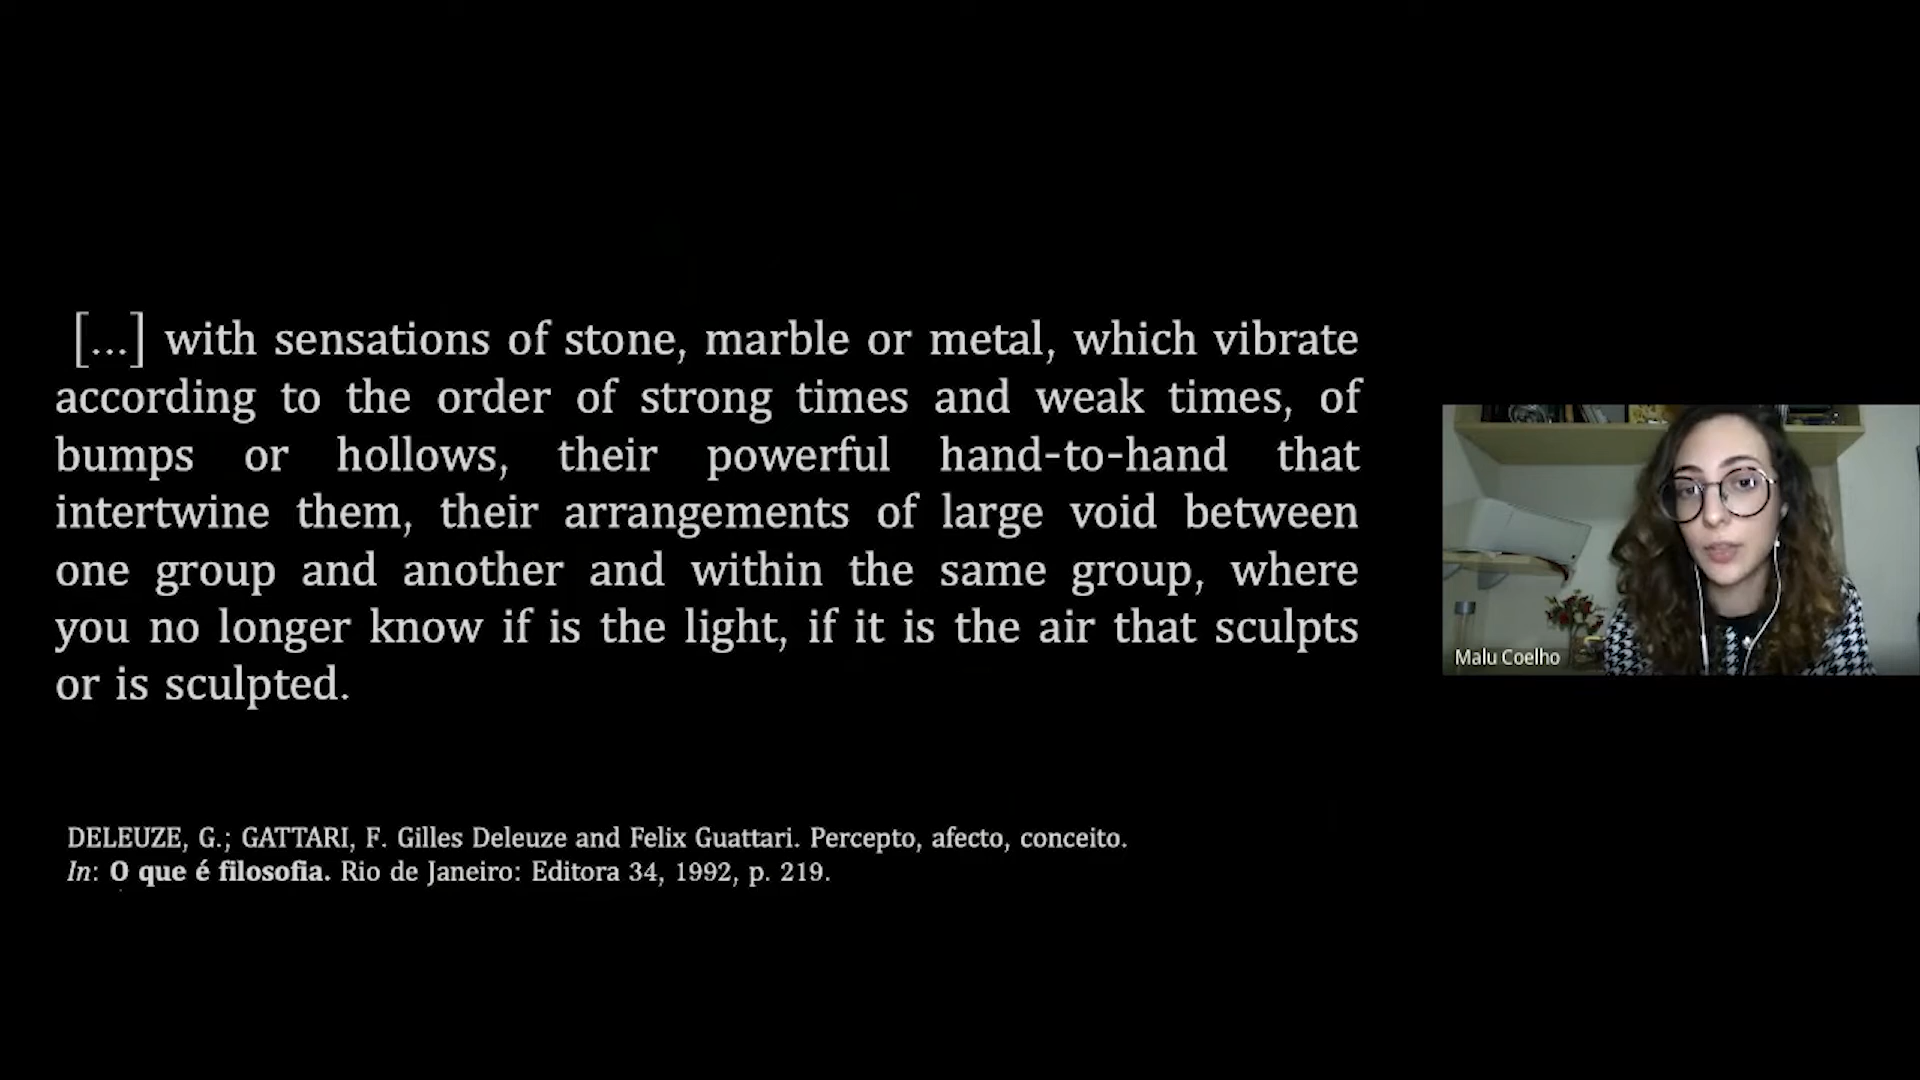 [...] with sensations of stone, marble or metal, which vibrate
according to the order of strong times and weak times, of
bumps or hollows, their powerful hand-to-hand that
intertwine them, their arrangements of large void between
one group and another and within the same group, where
you no longer know if is the light, if it is the air that sculpts
or is sculpted.
DELEUZE, G.; GATTARI, F. Gilles Deleuze and Felix Guattari. Percepto, afecto, conceito.
In: O que é filosofia. Rio de Janeiro: Editora 34, 1992, p. 219.
Malu Coelho